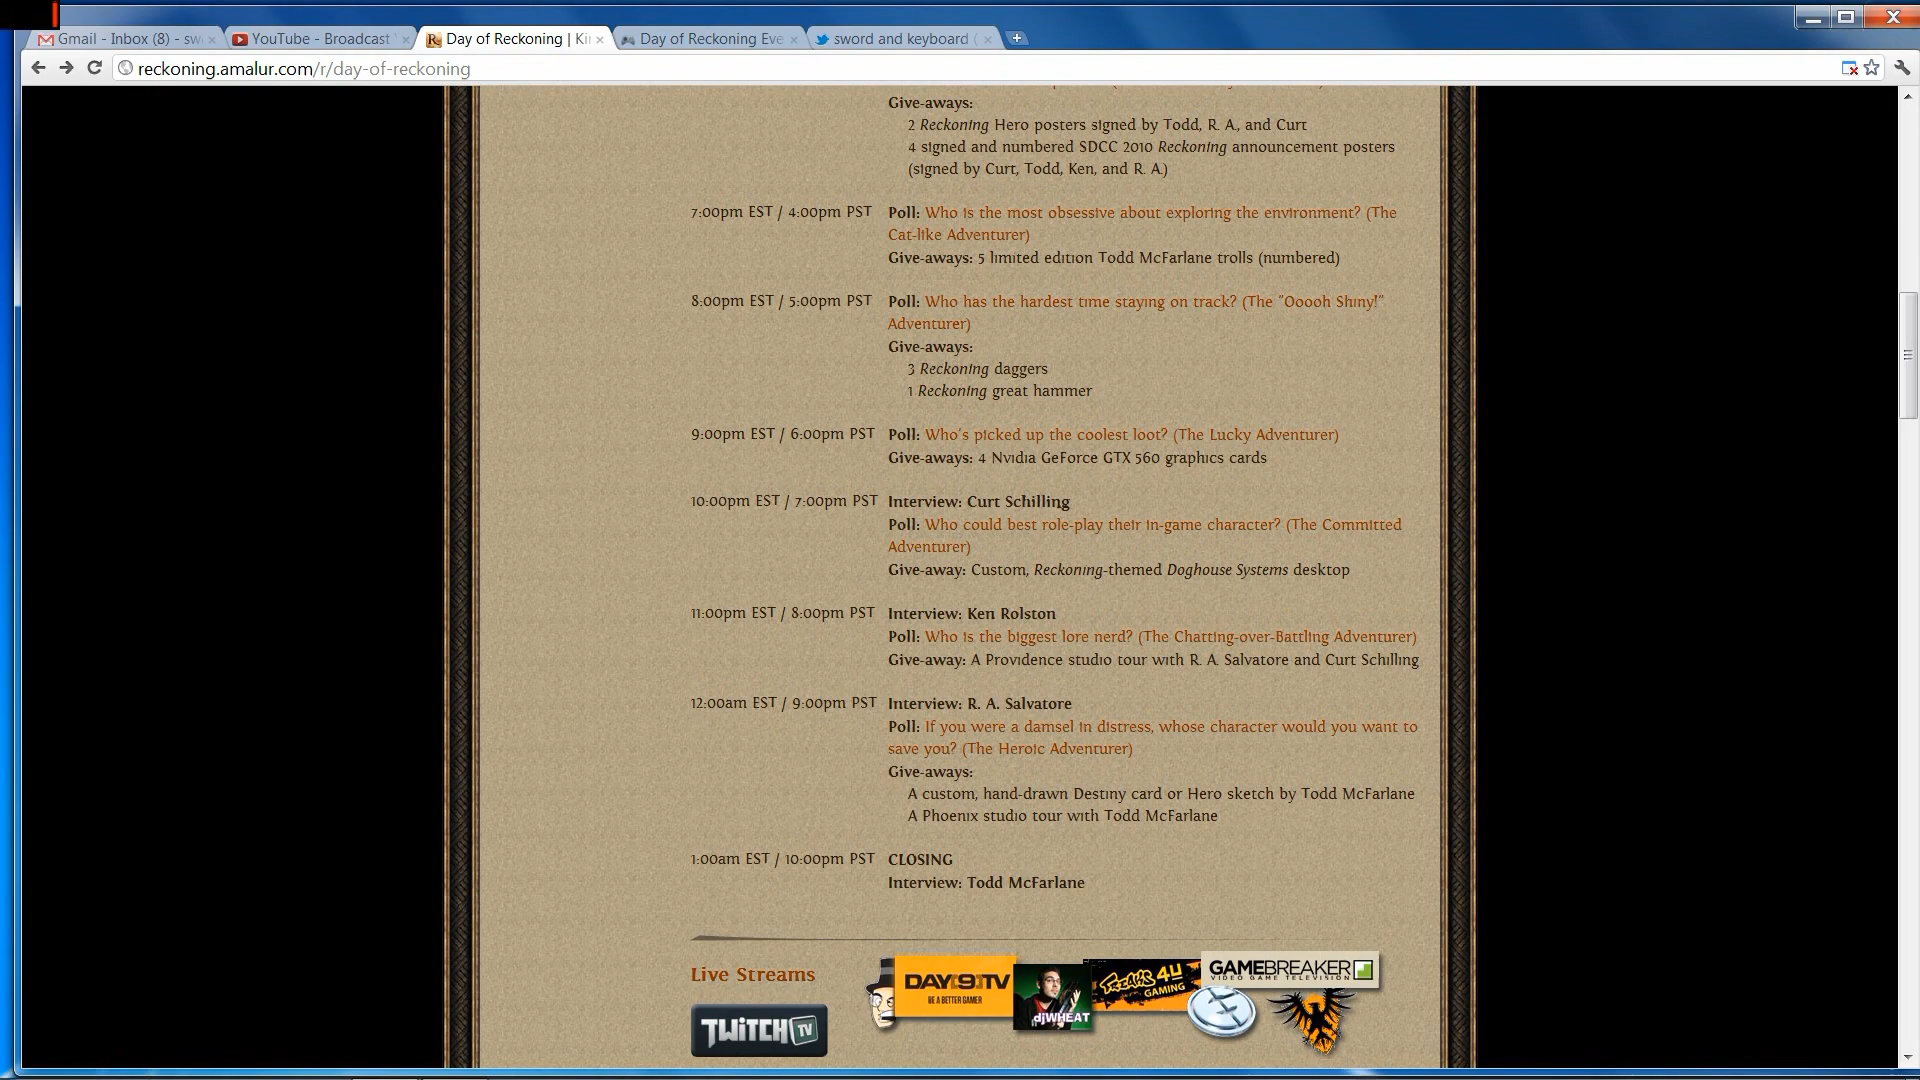 Gmail - Inbox (8) - sw
YouTube - Broadcast
Day of Reckoning | Ki
Day of Reckoning Eve
sword and keyboard (
reckoning.amalur.com/r/day-of-reckoning
Give-aways:
2 Reckoning Hero posters signed by Todd, R. A., and Curt
4 signed and numbered SDCC 2010 Reckoning announcement posters
(signed by Curt, Todd, Ken, and R. A.)
7:00pm EST / 4:00pm PST
Poll: Who is the most obsessive about exploring the environment? (The
Cat-like Adventurer)
Give-aways: 5 limited edition Todd McFarlane trolls (numbered)
8:00pm EST / 5:00pm PST
Poll: Who has the hardest time staying on track? (The "Ooooh Shiny!"
Adventurer)
Give-aways:
3 Reckoning daggers
1 Reckoning great hammer
9:00pm EST / 6:00pm PST
Poll: Who's picked up the coolest loot? (The Lucky Adventurer)
Give-aways: 4 Nvidia GeForce GTX 560 graphics cards
10:00pm EST / 7:00pm PST
Interview: Curt Schilling
Poll: Who could best role-play their in-game character? (The Committed
Adventurer)
Give-away: Custom, Reckoning-themed Doghouse Systems desktop
11:00pm EST / 8:00pm PST
Interview: Ken Rolston
Poll: Who is the biggest lore nerd? (The Chatting-over-Battling Adventurer)
Give-away: A Providence studio tour with R. A. Salvatore and Curt Schilling
12:00am EST / 9:00pm PST
Interview: R. A. Salvatore
Poll: If you were a damsel in distress, whose character would you want to
save you? (The Heroic Adventurer)
Give-aways:
A custom, hand-drawn Destiny card or Hero sketch by Todd McFarlane
A Phoenix studio tour with Todd McFarlane
1:00am EST / 10:00pm PST
CLOSING
Interview: Todd McFarlane
Live Streams
TWITCH TV
DAY[9]TV
BE A BETTER GAMER
djWHEAT
FREAKS 4U
GAMING
GAMEBREAKER
VIDEO GAME TELEVISION